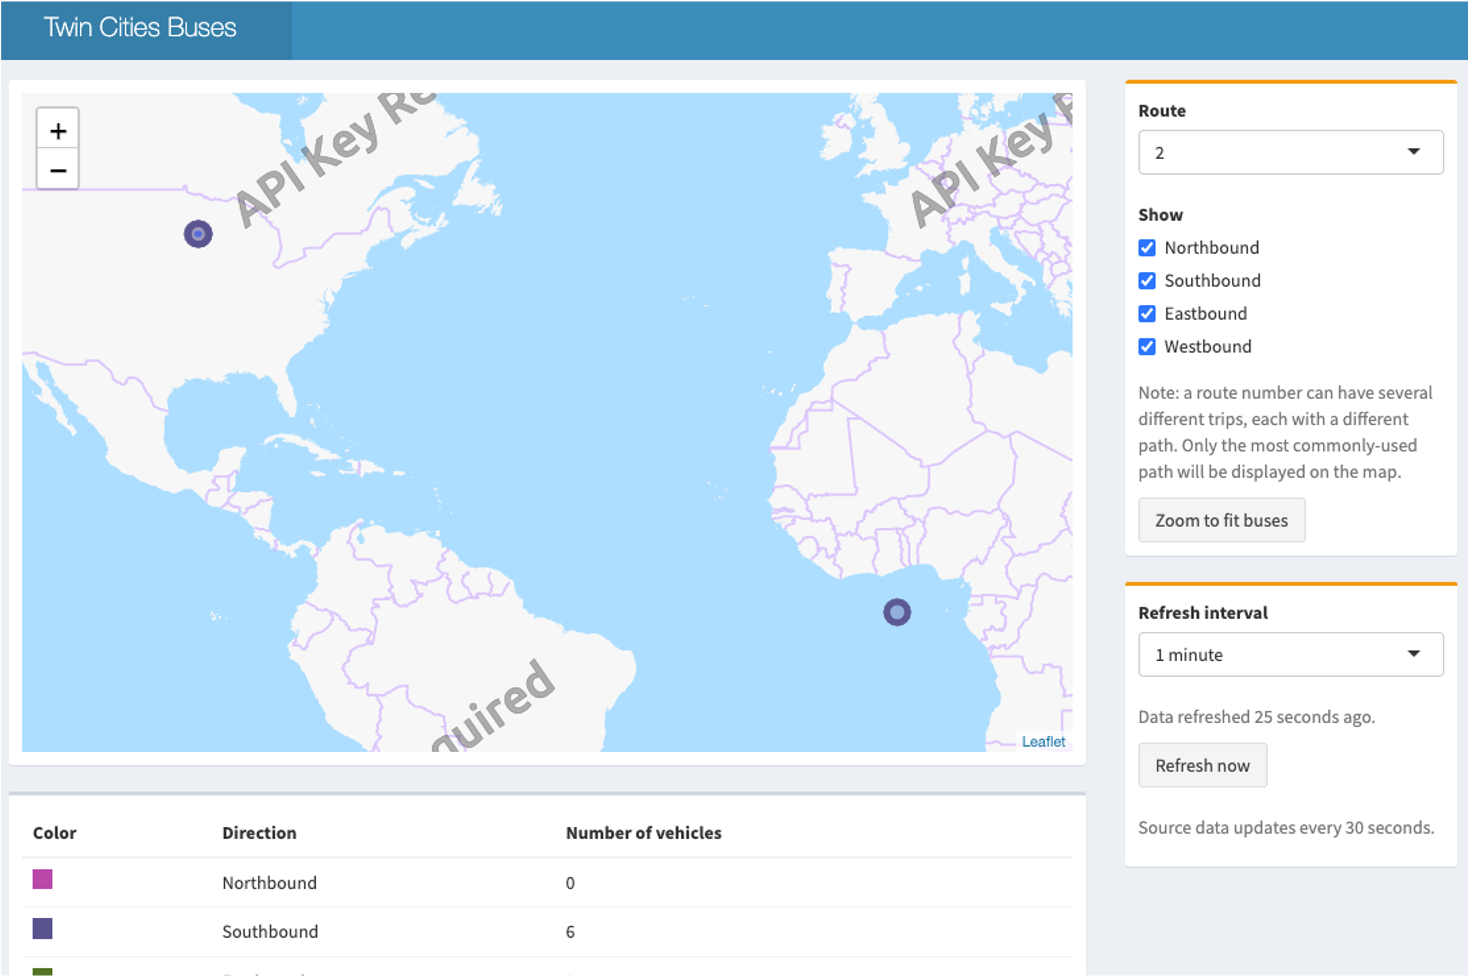 Twin Cities Buses
+
−
API Key Re
API Key R
quired
Leaflet
Route
2
Show
Northbound
Southbound
Eastbound
Westbound
Note: a route number can have several
different trips, each with a different
path. Only the most commonly-used
path will be displayed on the map.
Zoom to fit buses
Refresh interval
1 minute
Data refreshed 25 seconds ago.
Refresh now
Source data updates every 30 seconds.
Color Direction Number of vehicles
Northbound 0
Southbound 6